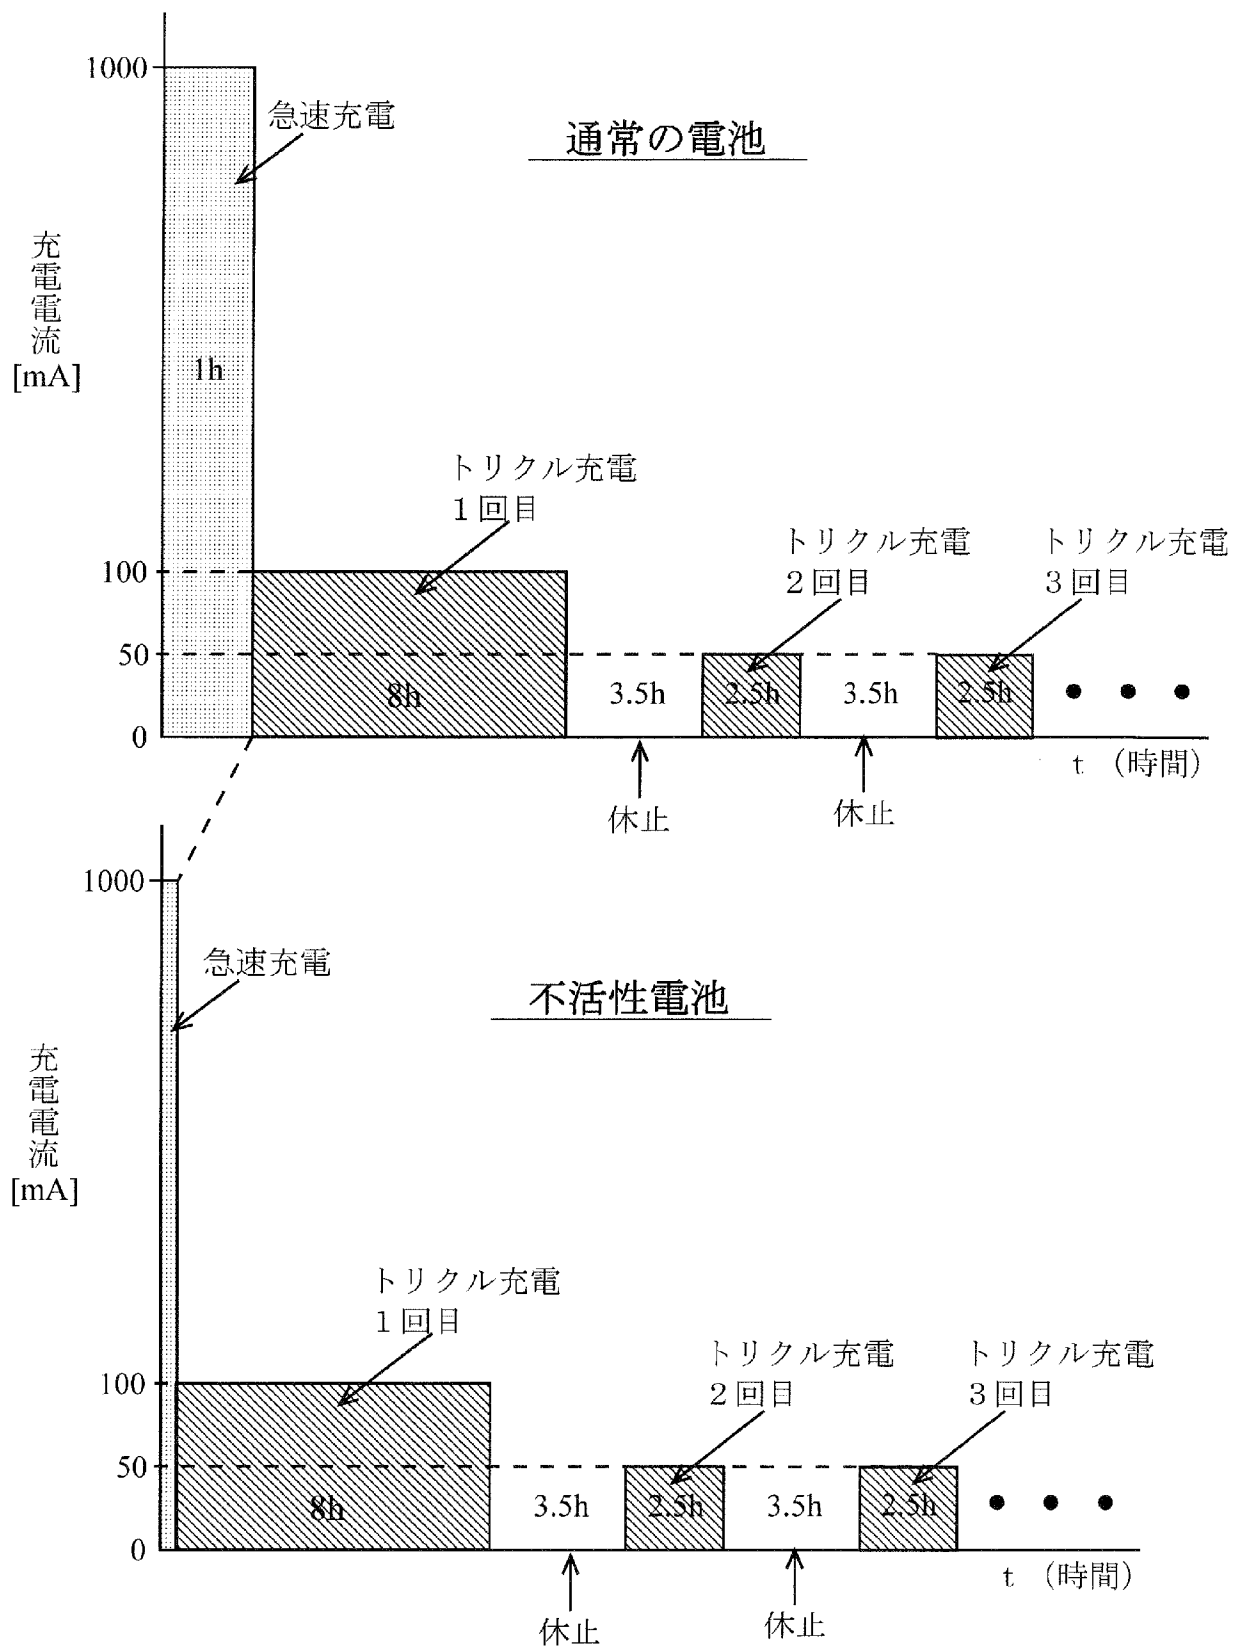 1000
急速充電
通常の電池
充電電流
[mA]
1h
トリクル充電
１回目
トリクル充電
２回目
トリクル充電
３回目
100
50
0
8h
3.5h
2.5h
3.5h
2.5h
● ● ●
t （時間）
休止
休止
1000
急速充電
不活性電池
充電電流
[mA]
トリクル充電
１回目
トリクル充電
２回目
トリクル充電
３回目
100
50
0
8h
3.5h
2.5h
3.5h
2.5h
● ● ●
t （時間）
休止
休止